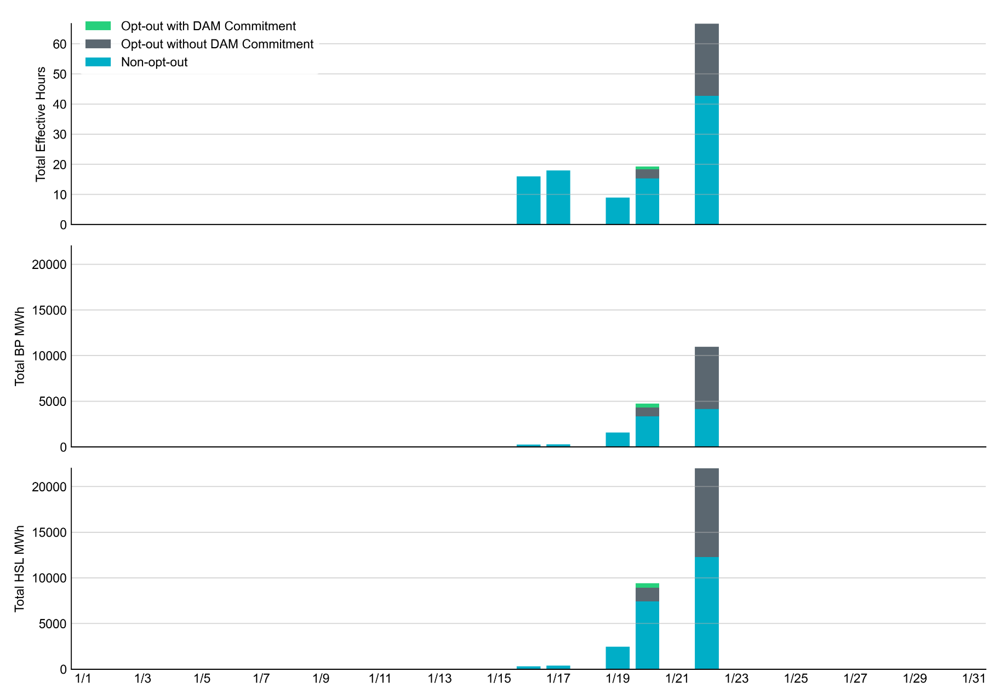 Opt-out with DAM Commitment
Opt-out without DAM Commitment
Non-opt-out
Total Effective Hours
60
50
40
30
20
10
0
Total BP MWh
20000
15000
10000
5000
0
Total HSL MWh
20000
15000
10000
5000
0
1/1 1/3 1/5 1/7 1/9 1/11 1/13 1/15 1/17 1/19 1/21 1/23 1/25 1/27 1/29 1/31